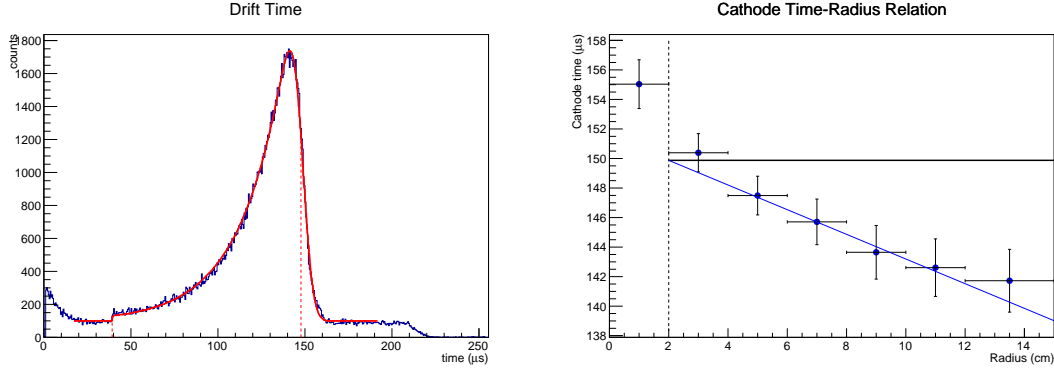 Drift Time
counts
1800
1600
1400
1200
1000
800
600
400
200
0
0 50 100 150 200 250
time (μs)
Cathode Time-Radius Relation
Cathode time (μs)
158
156
154
152
150
148
146
144
142
140
138
0 2 4 6 8 10 12 14
Radius (cm)